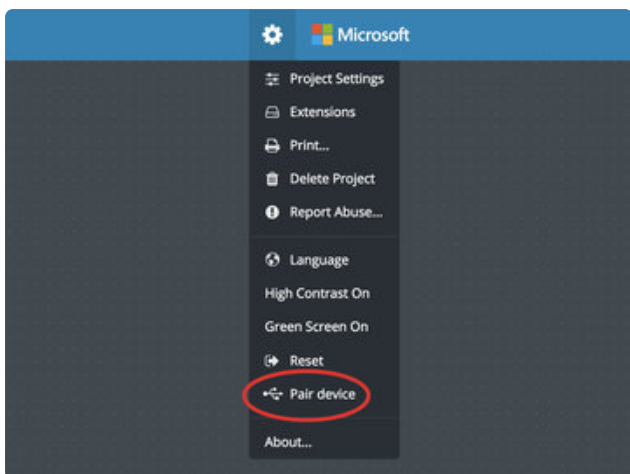 Microsoft
Project Settings
Extensions
Print...
Delete Project
Report Abuse...
Language
High Contrast On
Green Screen On
Reset
Pair device
About...